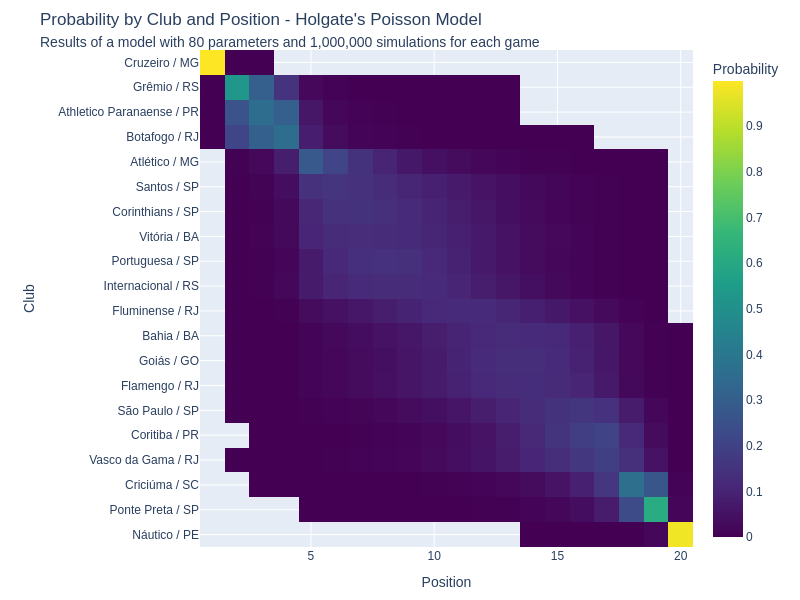 Probability by Club and Position - Holgate's Poisson Model
Results of a model with 80 parameters and 1,000,000 simulations for each game
Probability
Club
Cruzeiro / MG
Grêmio / RS
Athletico Paranaense / PR
Botafogo / RJ
Atlético / MG
Santos / SP
Corinthians / SP
Vitória / BA
Portuguesa / SP
Internacional / RS
Fluminense / RJ
Bahia / BA
Goiás / GO
Flamengo / RJ
São Paulo / SP
Coritiba / PR
Vasco da Gama / RJ
Criciúma / SC
Ponte Preta / SP
Náutico / PE
0.9
0.8
0.7
0.6
0.5
0.4
0.3
0.2
0.1
0
5 10 15 20
Position